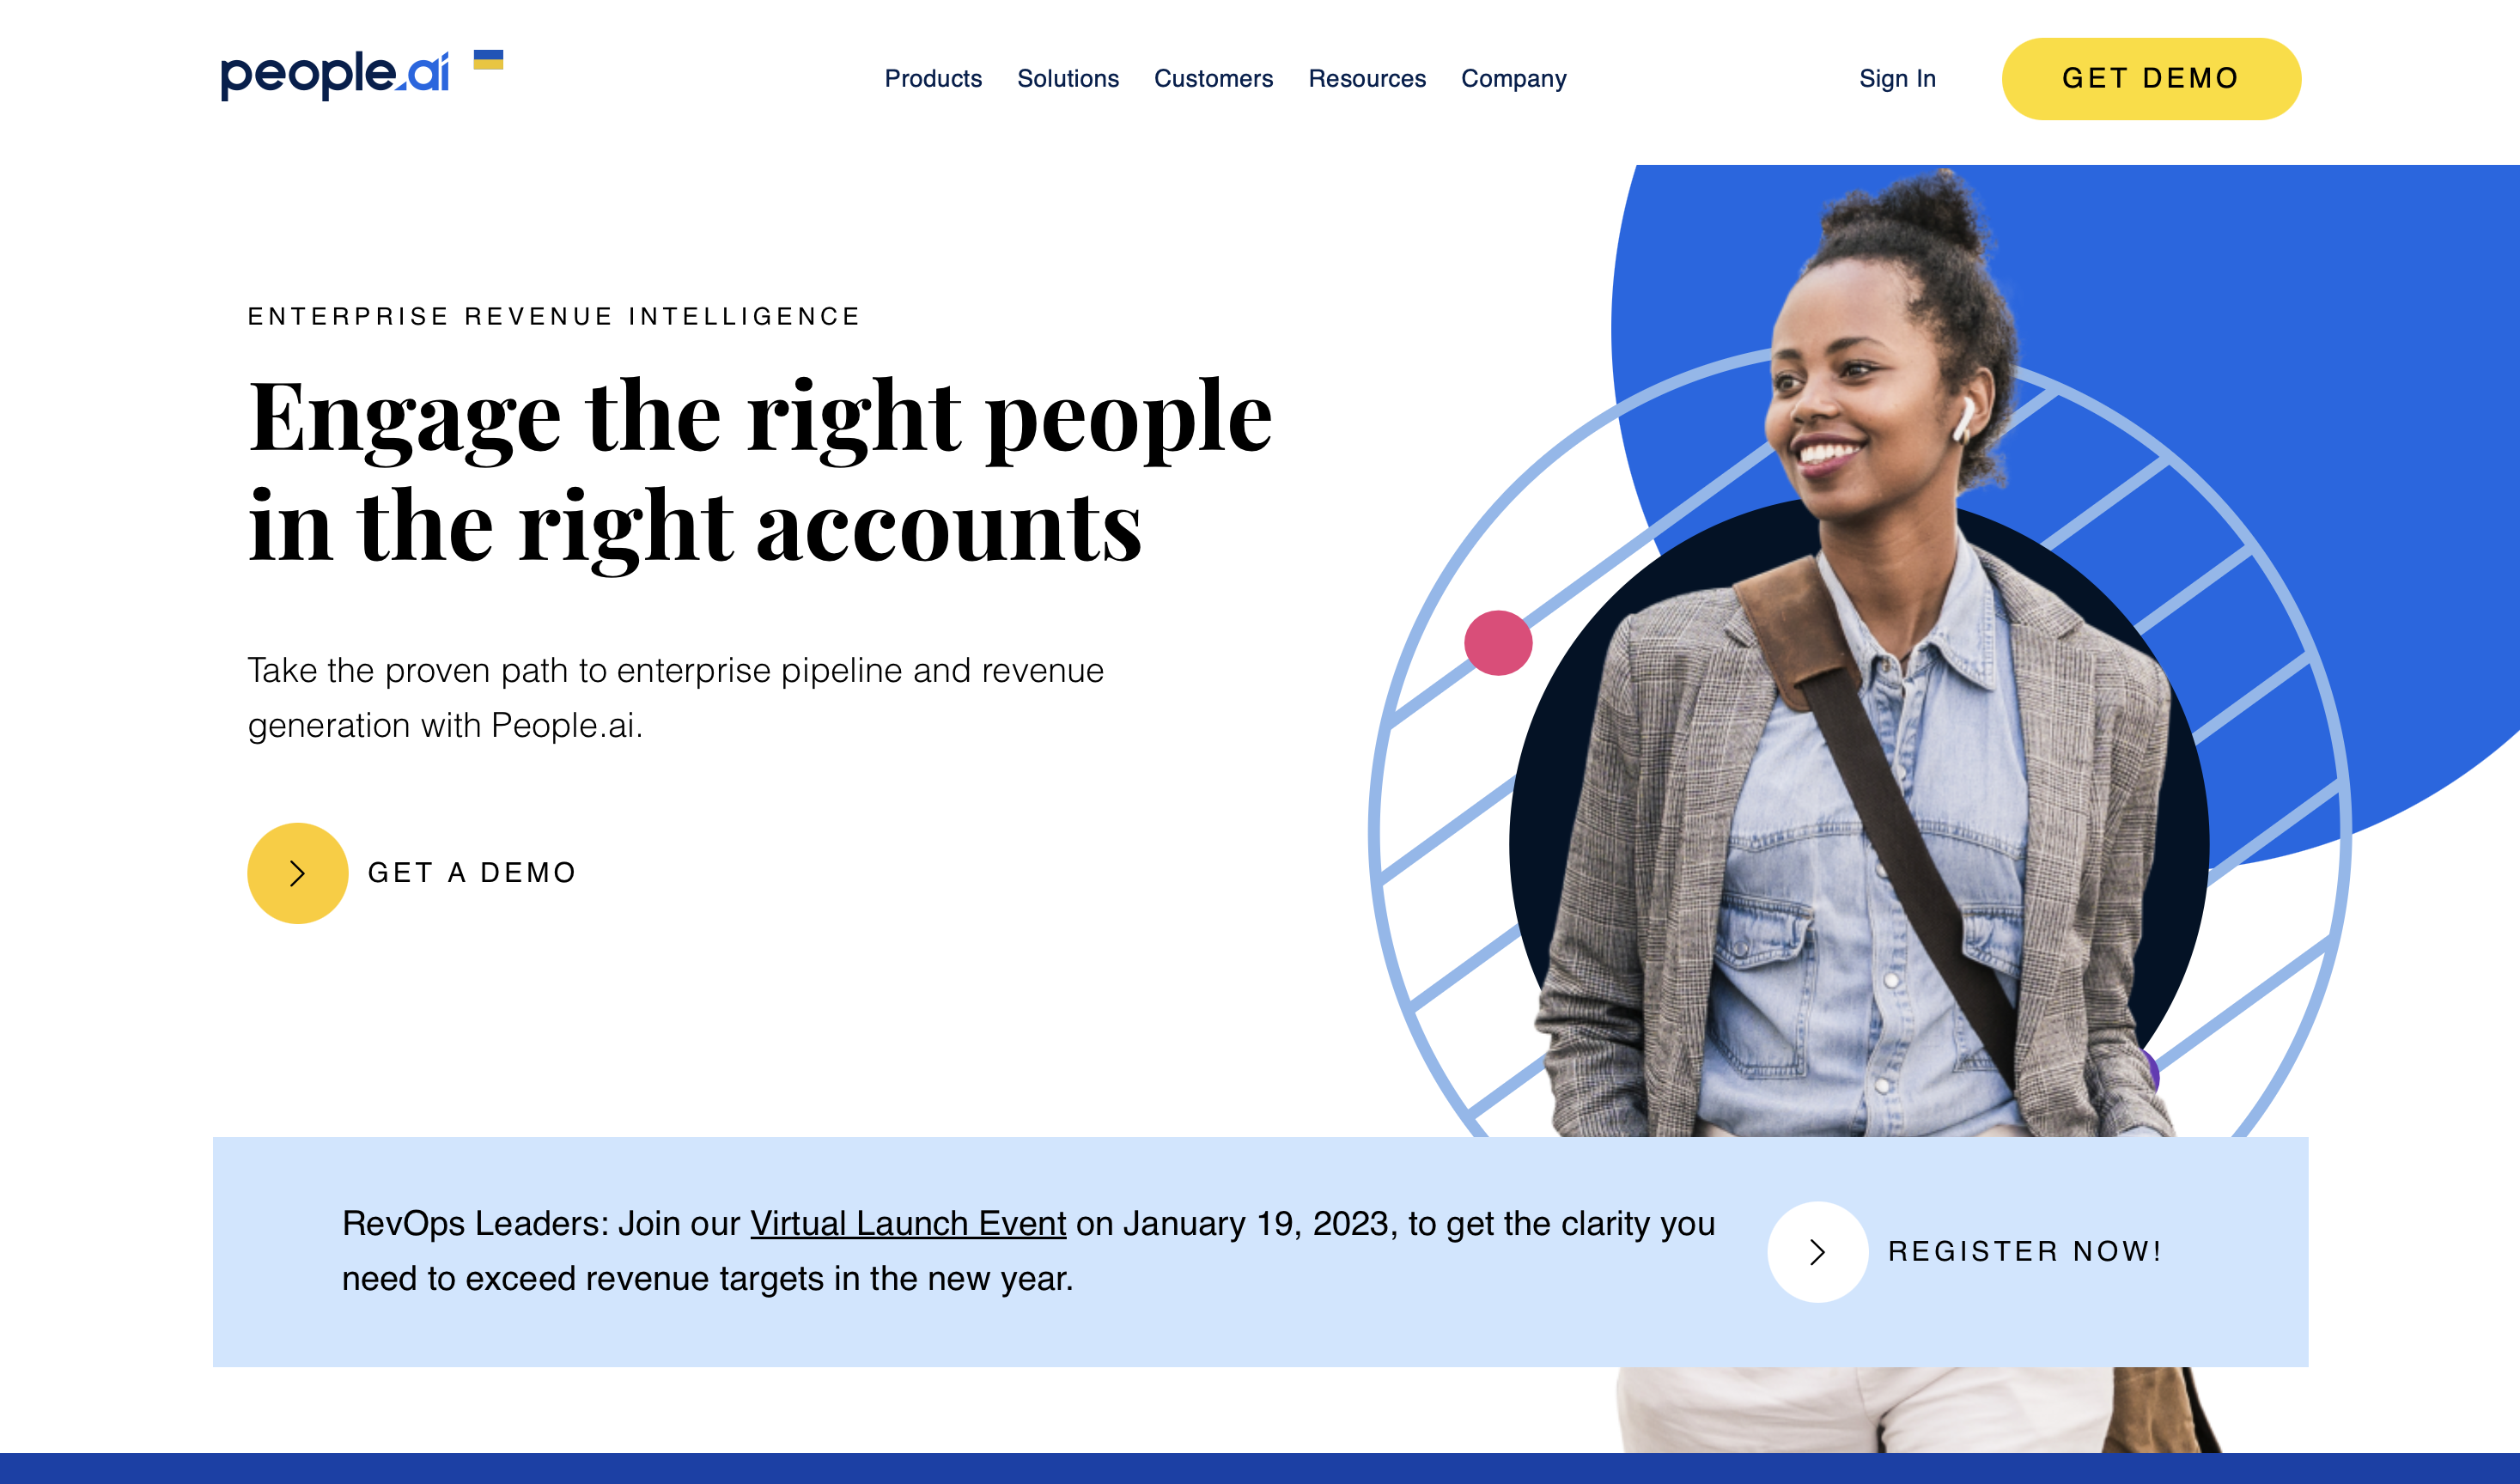 people.ai
Products Solutions Customers Resources Company
Sign In
GET DEMO
ENTERPRISE REVENUE INTELLIGENCE
Engage the right people
in the right accounts
Take the proven path to enterprise pipeline and revenue
generation with People.ai.
GET A DEMO
RevOps Leaders: Join our Virtual Launch Event on January 19, 2023, to get the clarity you
need to exceed revenue targets in the new year.
REGISTER NOW!